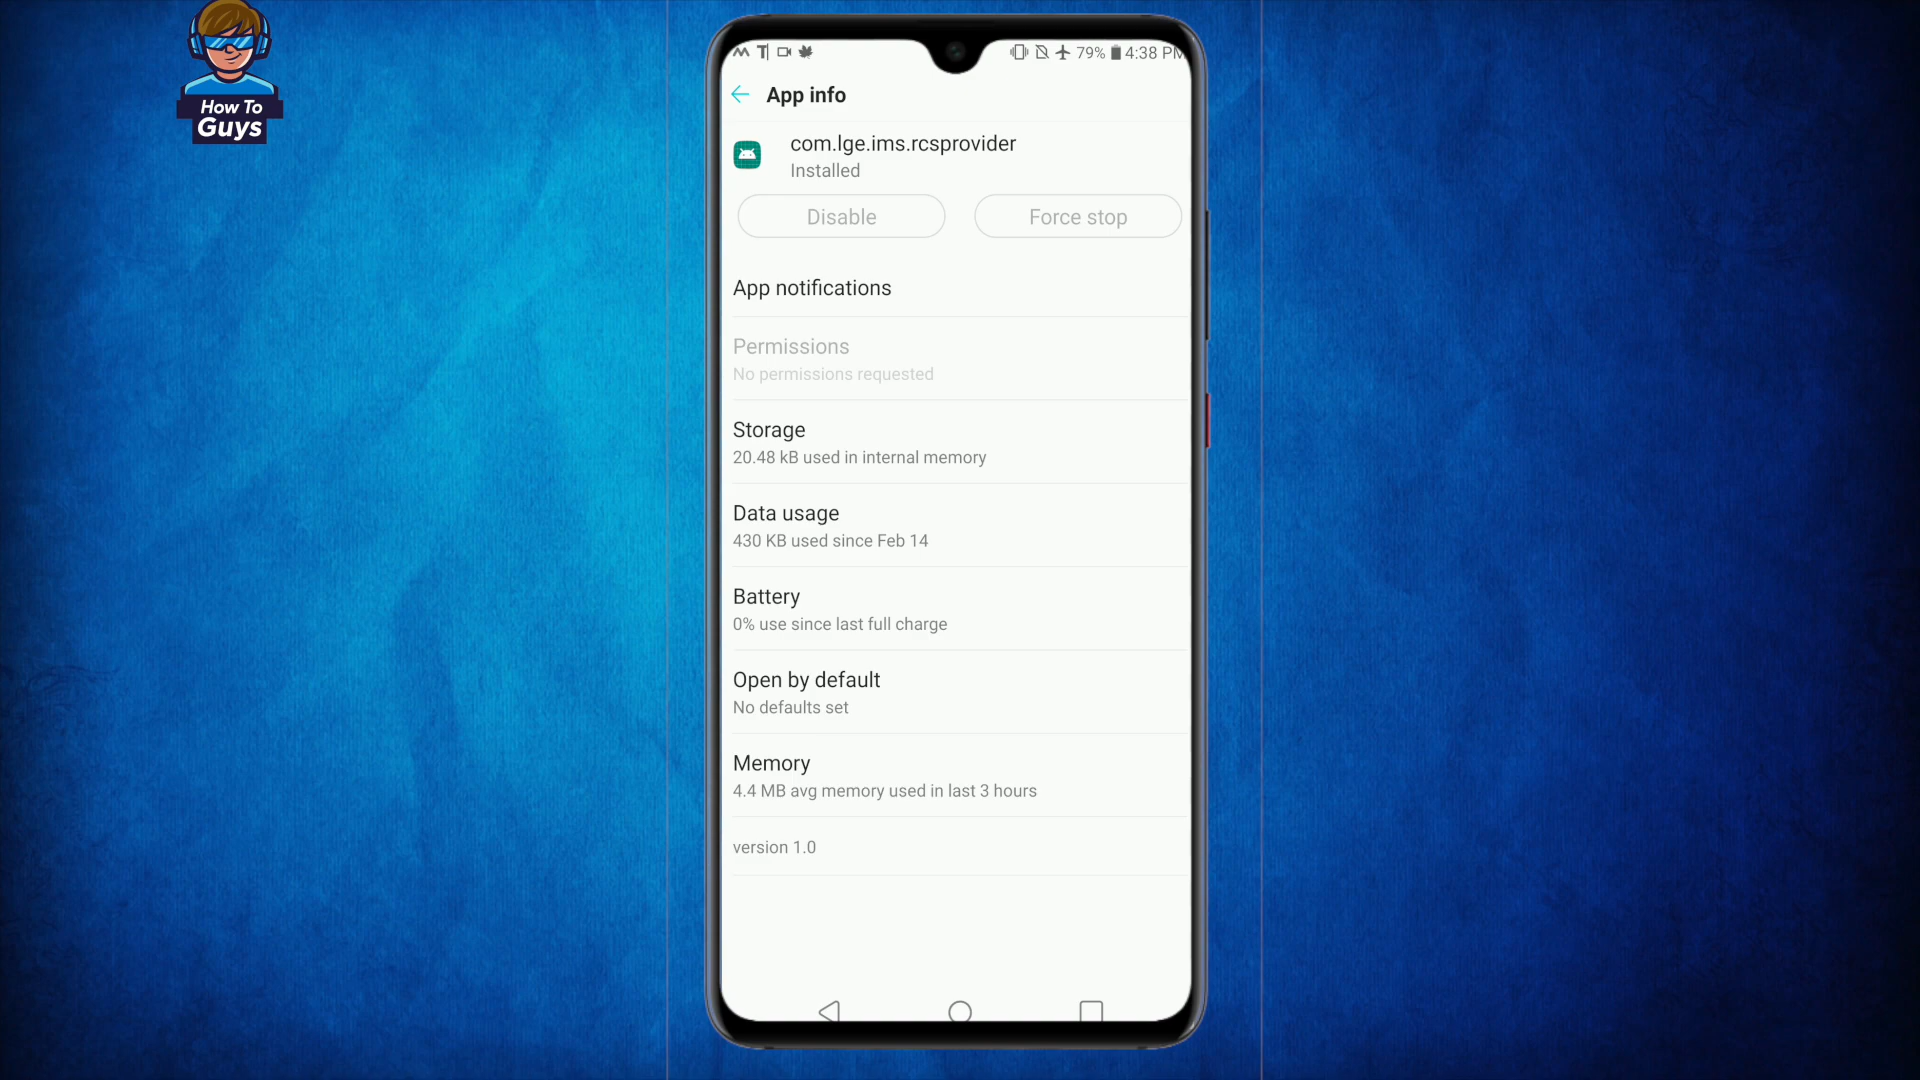 How To
Guys
79% 4:38 PM
App info
com.lge.ims.rcsprovider
Installed
Disable
Force stop
App notifications
Permissions
No permissions requested
Storage
20.48 kB used in internal memory
Data usage
430 KB used since Feb 14
Battery
0% use since last full charge
Open by default
No defaults set
Memory
4.4 MB avg memory used in last 3 hours
version 1.0